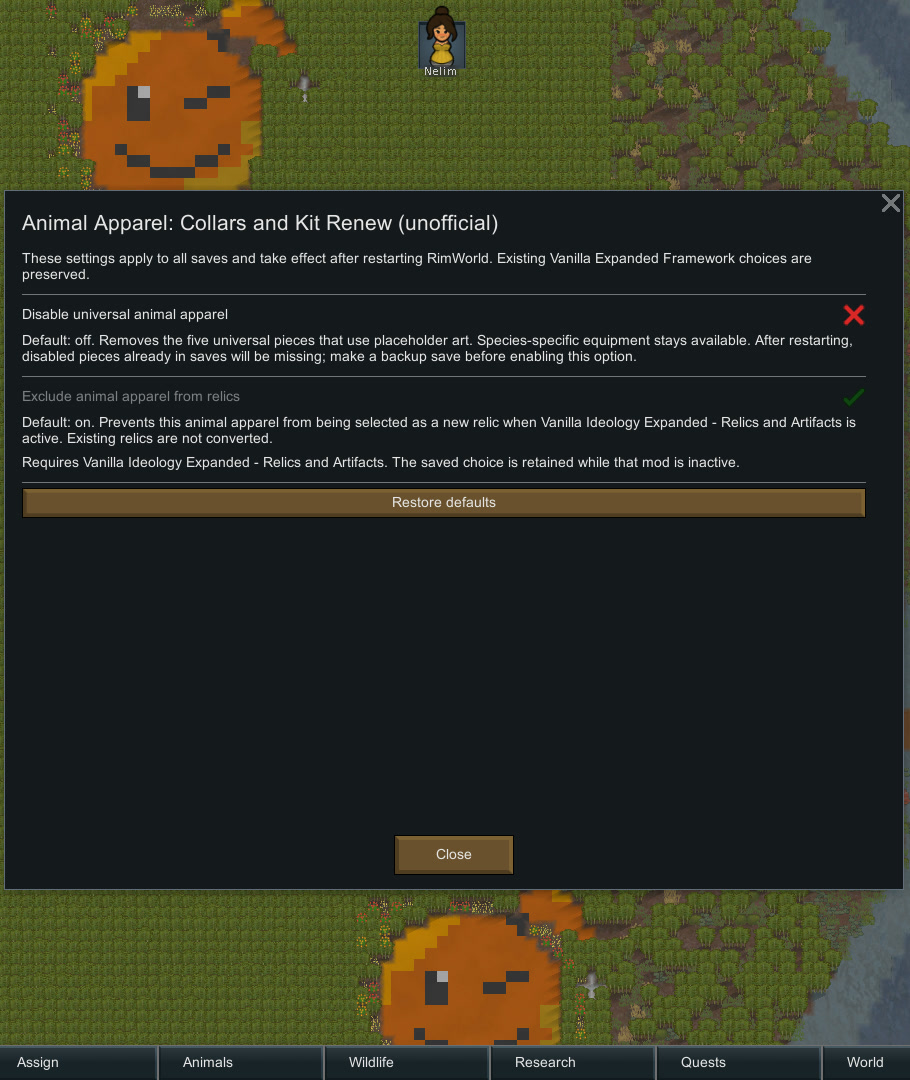 Nelim
Animal Apparel: Collars and Kit Renew (unofficial)
These settings apply to all saves and take effect after restarting RimWorld. Existing Vanilla Expanded Framework choices are
preserved.
Disable universal animal apparel
Default: off. Removes the five universal pieces that use placeholder art. Species-specific equipment stays available. After restarting,
disabled pieces already in saves will be missing; make a backup save before enabling this option.
Exclude animal apparel from relics
Default: on. Prevents this animal apparel from being selected as a new relic when Vanilla Ideology Expanded - Relics and Artifacts is
active. Existing relics are not converted.
Requires Vanilla Ideology Expanded - Relics and Artifacts. The saved choice is retained while that mod is inactive.
Restore defaults
Close
Assign Animals Wildlife Research Quests World